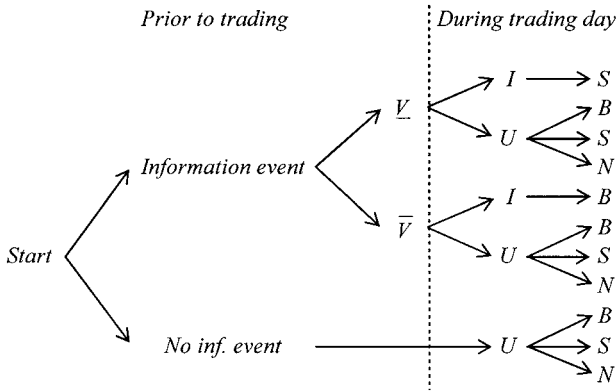 Prior to trading
During trading day
I
S
V̲
B
U
S
N
Information event
I
B
V̅
B
U
S
N
Start
B
No inf. event
U
S
N